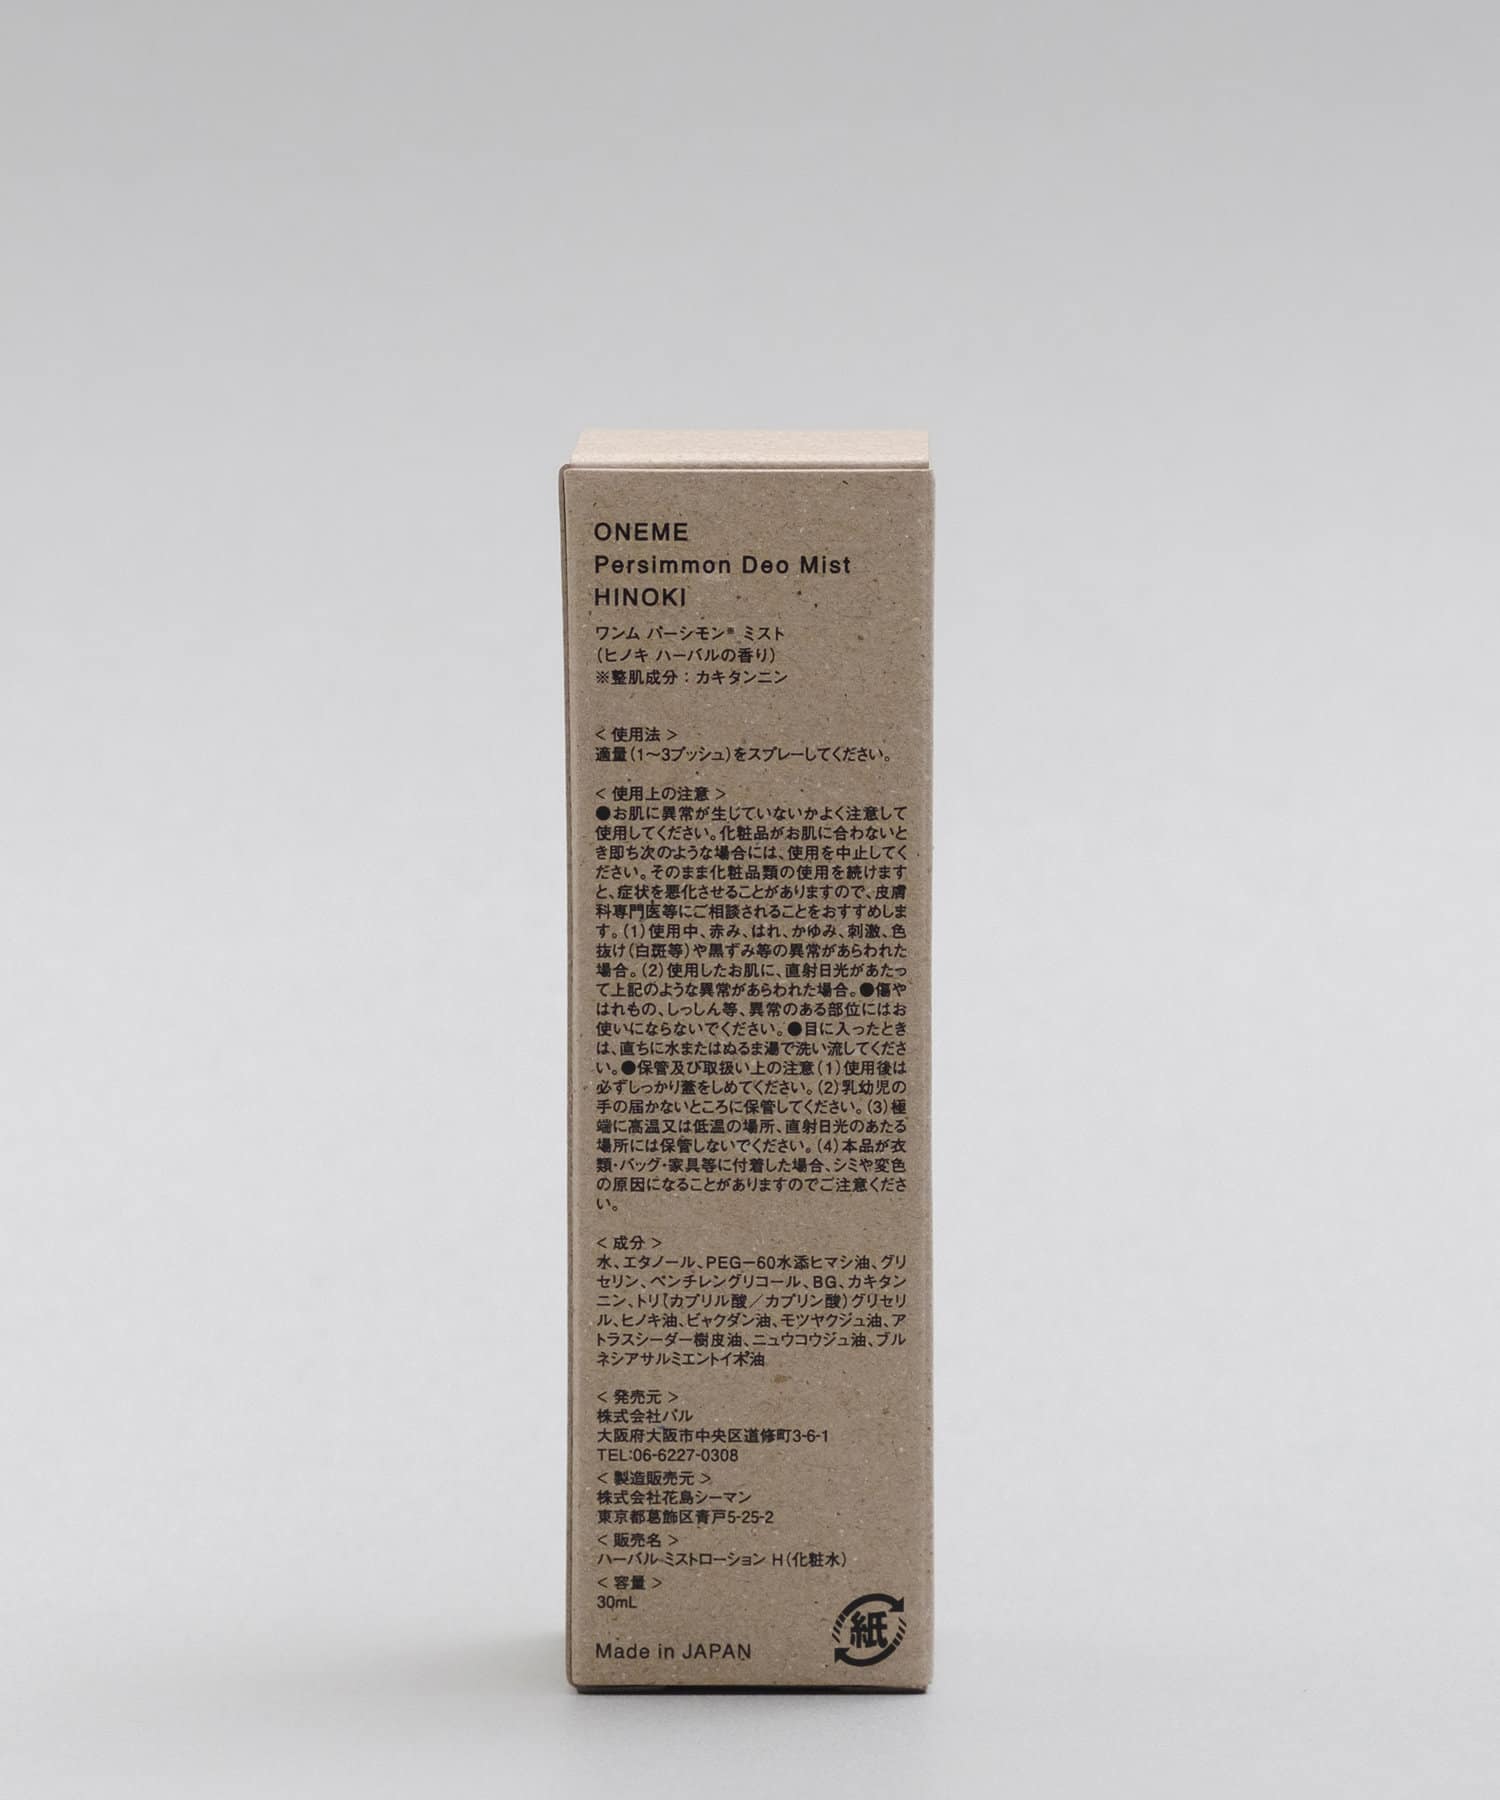 ONEME
Persimmon Deo Mist
HINOKI
ワンム パーシモン※ ミスト
(ヒノキ ハーバルの香り)
※整肌成分：カキタンニン
< 使用法 >
適量(1～3プッシュ)をスプレーしてください。
< 使用上の注意 >
●お肌に異常が生じていないかよく注意して
使用してください。化粧品がお肌に合わないと
き即ち次のような場合には、使用を中止してく
ださい。そのまま化粧品類の使用を続けます
と、症状を悪化させることがありますので、皮膚
科専門医等にご相談されることをおすすめしま
す。(1)使用中、赤み、はれ、かゆみ、刺激、色
抜け(白斑等)や黒ずみ等の異常があらわれた
場合。(2)使用したお肌に、直射日光があたっ
て上記のような異常があらわれた場合。●傷や
はれもの、しっしん等、異常のある部位にはお
使いにならないでください。●目に入ったとき
は、直ちに水またはぬるま湯で洗い流してくださ
い。●保管及び取扱い上の注意(1)使用後は
必ずしっかり蓋をしめてください。(2)乳幼児の
手の届かないところに保管してください。(3)極
端に高温又は低温の場所、直射日光のあたる
場所には保管しないでください。(4)本品が衣
類・バッグ・家具等に付着した場合、シミや変色
の原因になることがありますのでご注意くださ
い。
< 成分 >
水、エタノール、PEG－60水添ヒマシ油、グリ
セリン、ペンチレングリコール、BG、カキタン
ニン、トリ(カプリル酸／カプリン酸)グリセリ
ル、ヒノキ油、ビャクダン油、モツヤクジュ油、ア
トラスシーダー樹皮油、ニュウコウジュ油、ブル
ネシアサルミエントイ木油
< 発売元 >
株式会社パル
大阪府大阪市中央区道修町3-6-1
TEL:06-6227-0308
< 製造販売元 >
株式会社花島シーマン
東京都葛飾区青戸5-25-2
< 販売名 >
ハーバル ミストローション H(化粧水)
< 容量 >
30mL
紙
Made in JAPAN